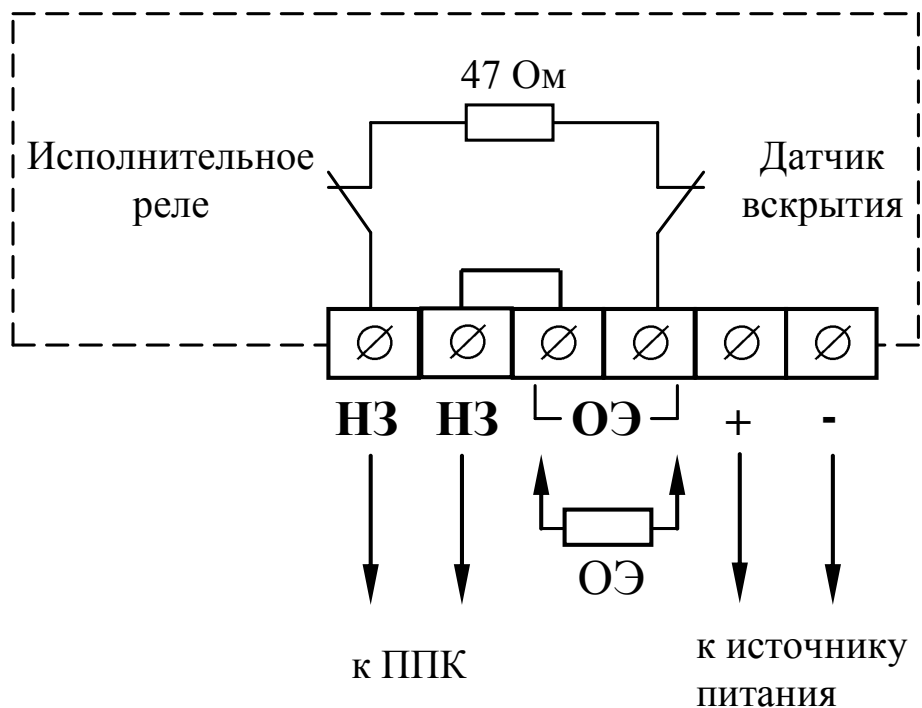 47 Ом
Исполнительное
реле
Датчик
вскрытия
НЗ НЗ ОЭ + -
ОЭ
к ППК
к источнику
питания